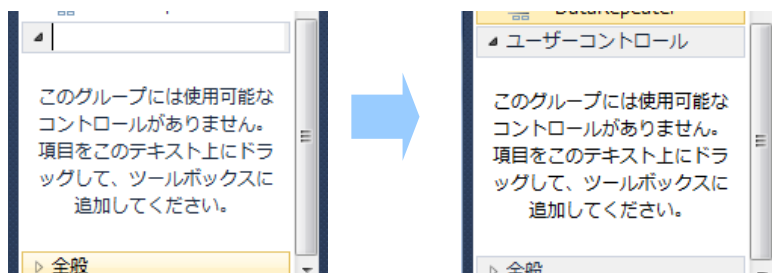 このグループには使用可能な
コントロールがありません。
項目をこのテキスト上にドラ
ッグして、ツールボックスに
追加してください。
全般
DataRepeater
ユーザーコントロール
このグループには使用可能な
コントロールがありません。
項目をこのテキスト上にドラ
ッグして、ツールボックスに
追加してください。
全般